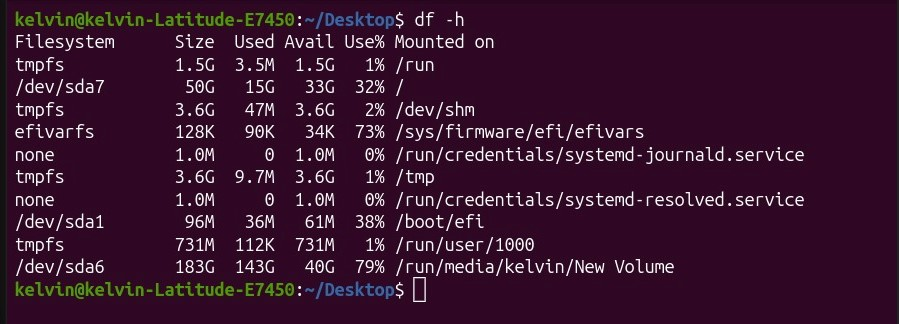 kelvin@kelvin-Latitude-E7450:~/Desktop$ df -h
Filesystem      Size  Used Avail Use% Mounted on
tmpfs           1.5G  3.5M  1.5G   1% /run
/dev/sda7        50G   15G   33G  32% /
tmpfs           3.6G   47M  3.6G   2% /dev/shm
efivarfs        128K   90K   34K  73% /sys/firmware/efi/efivars
none            1.0M     0  1.0M   0% /run/credentials/systemd-journald.service
tmpfs           3.6G  9.7M  3.6G   1% /tmp
none            1.0M     0  1.0M   0% /run/credentials/systemd-resolved.service
/dev/sda1        96M   36M   61M  38% /boot/efi
tmpfs           731M  112K  731M   1% /run/user/1000
/dev/sda6       183G  143G   40G  79% /run/media/kelvin/New Volume
kelvin@kelvin-Latitude-E7450:~/Desktop$